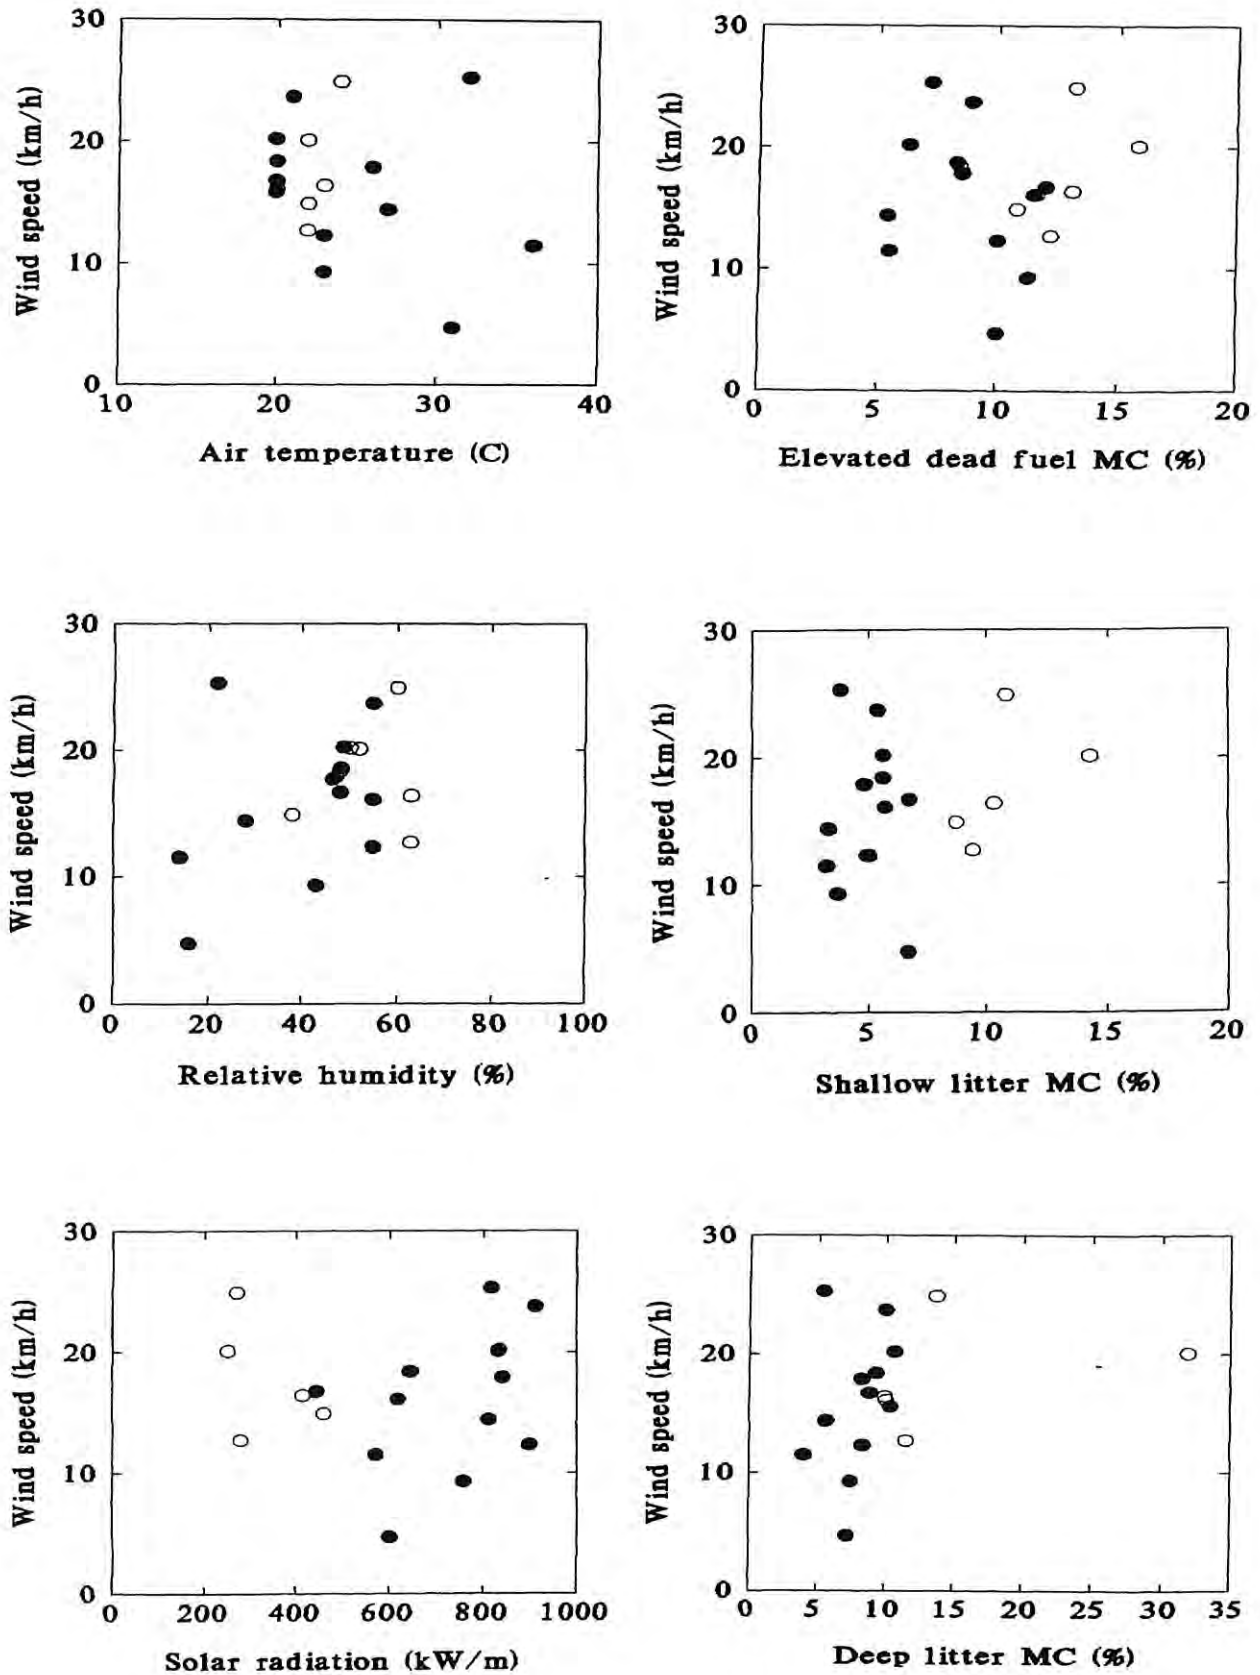 30
20
10
0
Wind speed (km/h)
10 20 30 40
Air temperature (C)
30
20
10
0
Wind speed (km/h)
0 5 10 15 20
Elevated dead fuel MC (%)
30
20
10
0
Wind speed (km/h)
0 20 40 60 80 100
Relative humidity (%)
30
20
10
0
Wind speed (km/h)
0 5 10 15 20
Shallow litter MC (%)
30
20
10
0
Wind speed (km/h)
0 200 400 600 800 1000
Solar radiation (kW/m)
30
20
10
0
Wind speed (km/h)
0 5 10 15 20 25 30 35
Deep litter MC (%)